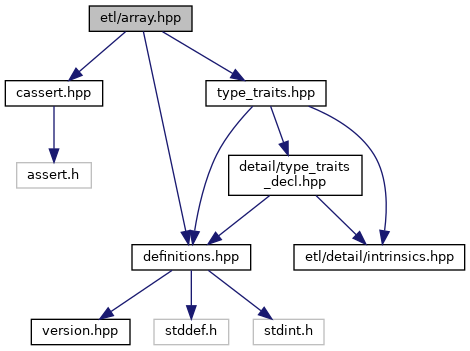 etl/array.hpp
cassert.hpp
type_traits.hpp
assert.h
detail/type_traits
_decl.hpp
definitions.hpp
etl/detail/intrinsics.hpp
version.hpp
stddef.h
stdint.h